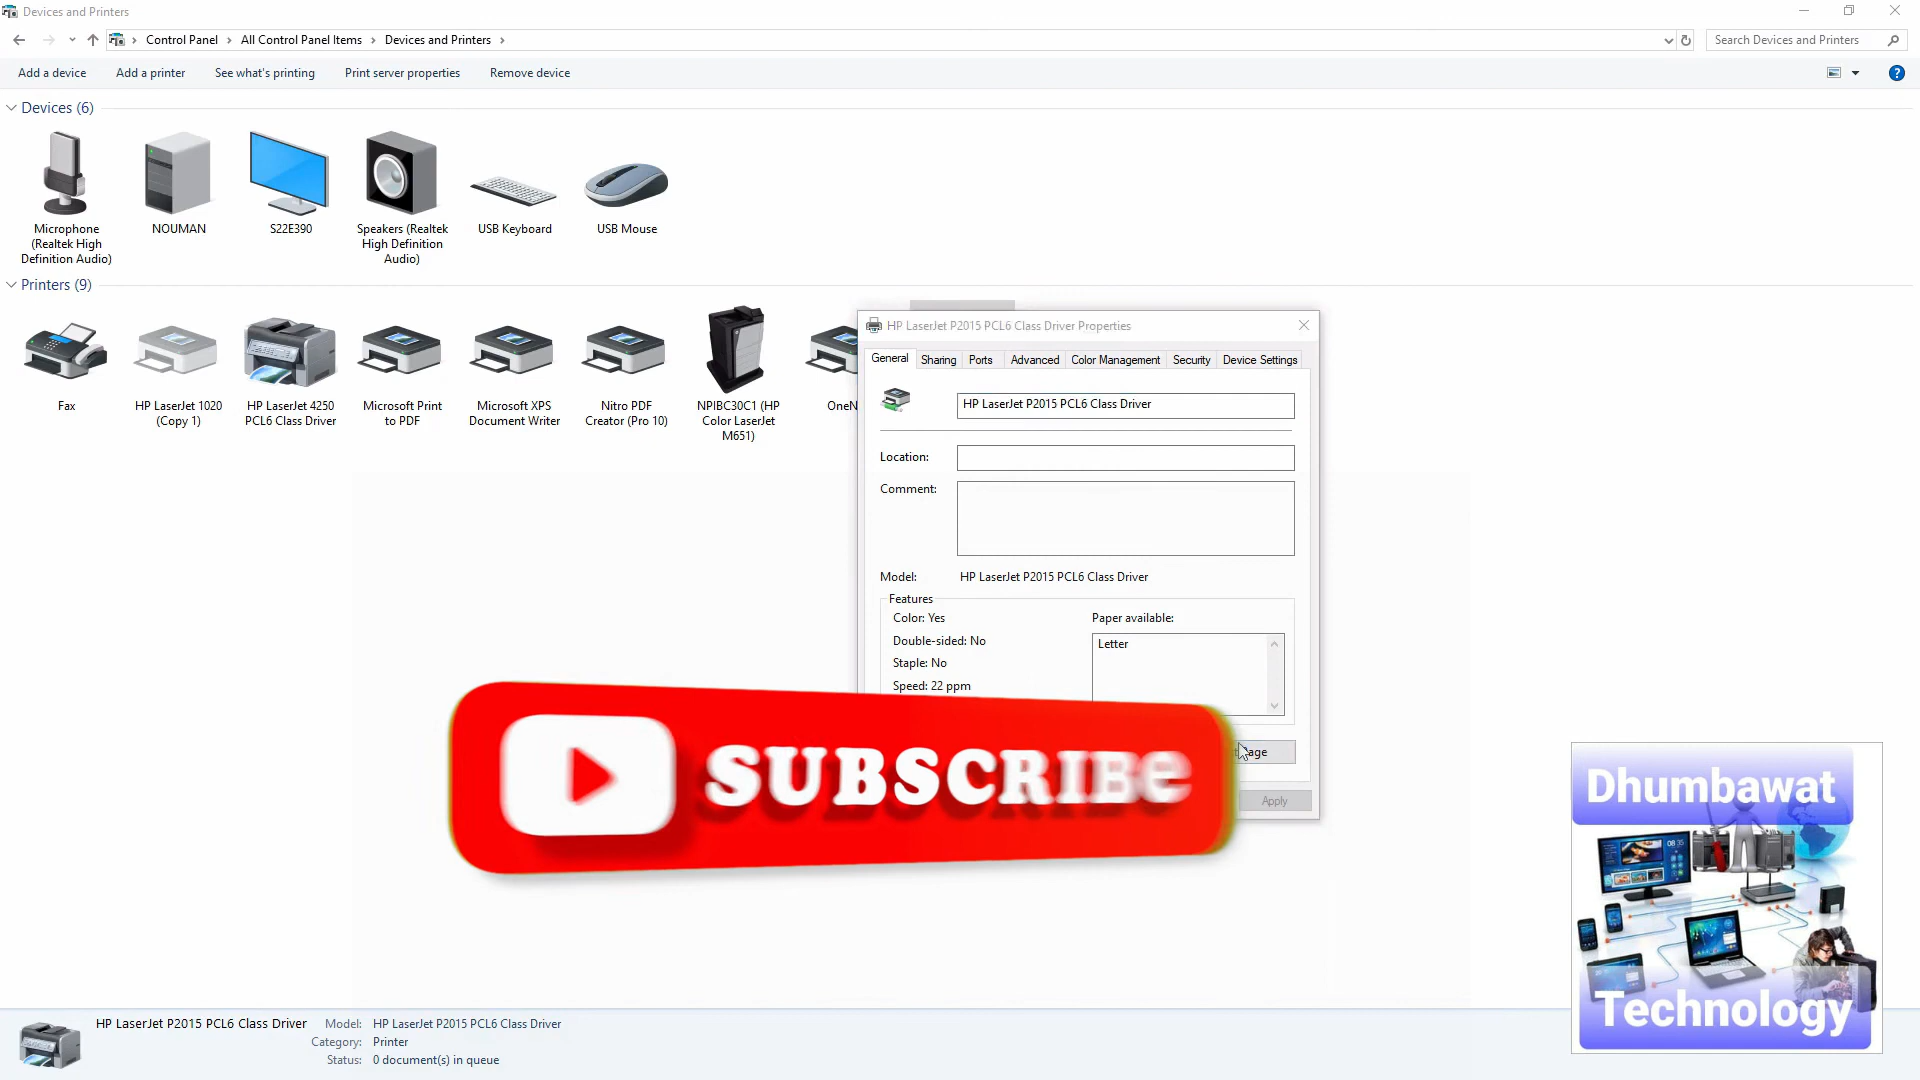 Devices and Printers
Control Panel
All Control Panel Items
Devices and Printers
Search Devices and Printers
Add a device
Add a printer
See what's printing
Print server properties
Remove device
?
Devices (6)
Microphone
(Realtek High
Definition Audio)
NOUMAN
S22E390
Speakers (Realtek
High Definition
Audio)
USB Keyboard
USB Mouse
Printers (9)
Fax
HP LaserJet 1020
(Copy 1)
HP LaserJet 4250
PCL6 Class Driver
Microsoft Print
to PDF
Microsoft XPS
Document Writer
Nitro PDF
Creator (Pro 10)
NPIBC30C1 (HP
Color LaserJet
M651)
OneN
HP LaserJet P2015 PCL6 Class Driver Properties
General
Sharing
Ports
Advanced
Color Management
Security
Device Settings
HP LaserJet P2015 PCL6 Class Driver
Location:
Comment:
Model:
HP LaserJet P2015 PCL6 Class Driver
Features
Color: Yes
Double-sided: No
Staple: No
Speed: 22 ppm
Paper available:
Letter
Apply
SUBSCRIBE
Dhumbawat
Technology
HP LaserJet P2015 PCL6 Class Driver
Model: HP LaserJet P2015 PCL6 Class Driver
Category: Printer
Status: 0 document(s) in queue